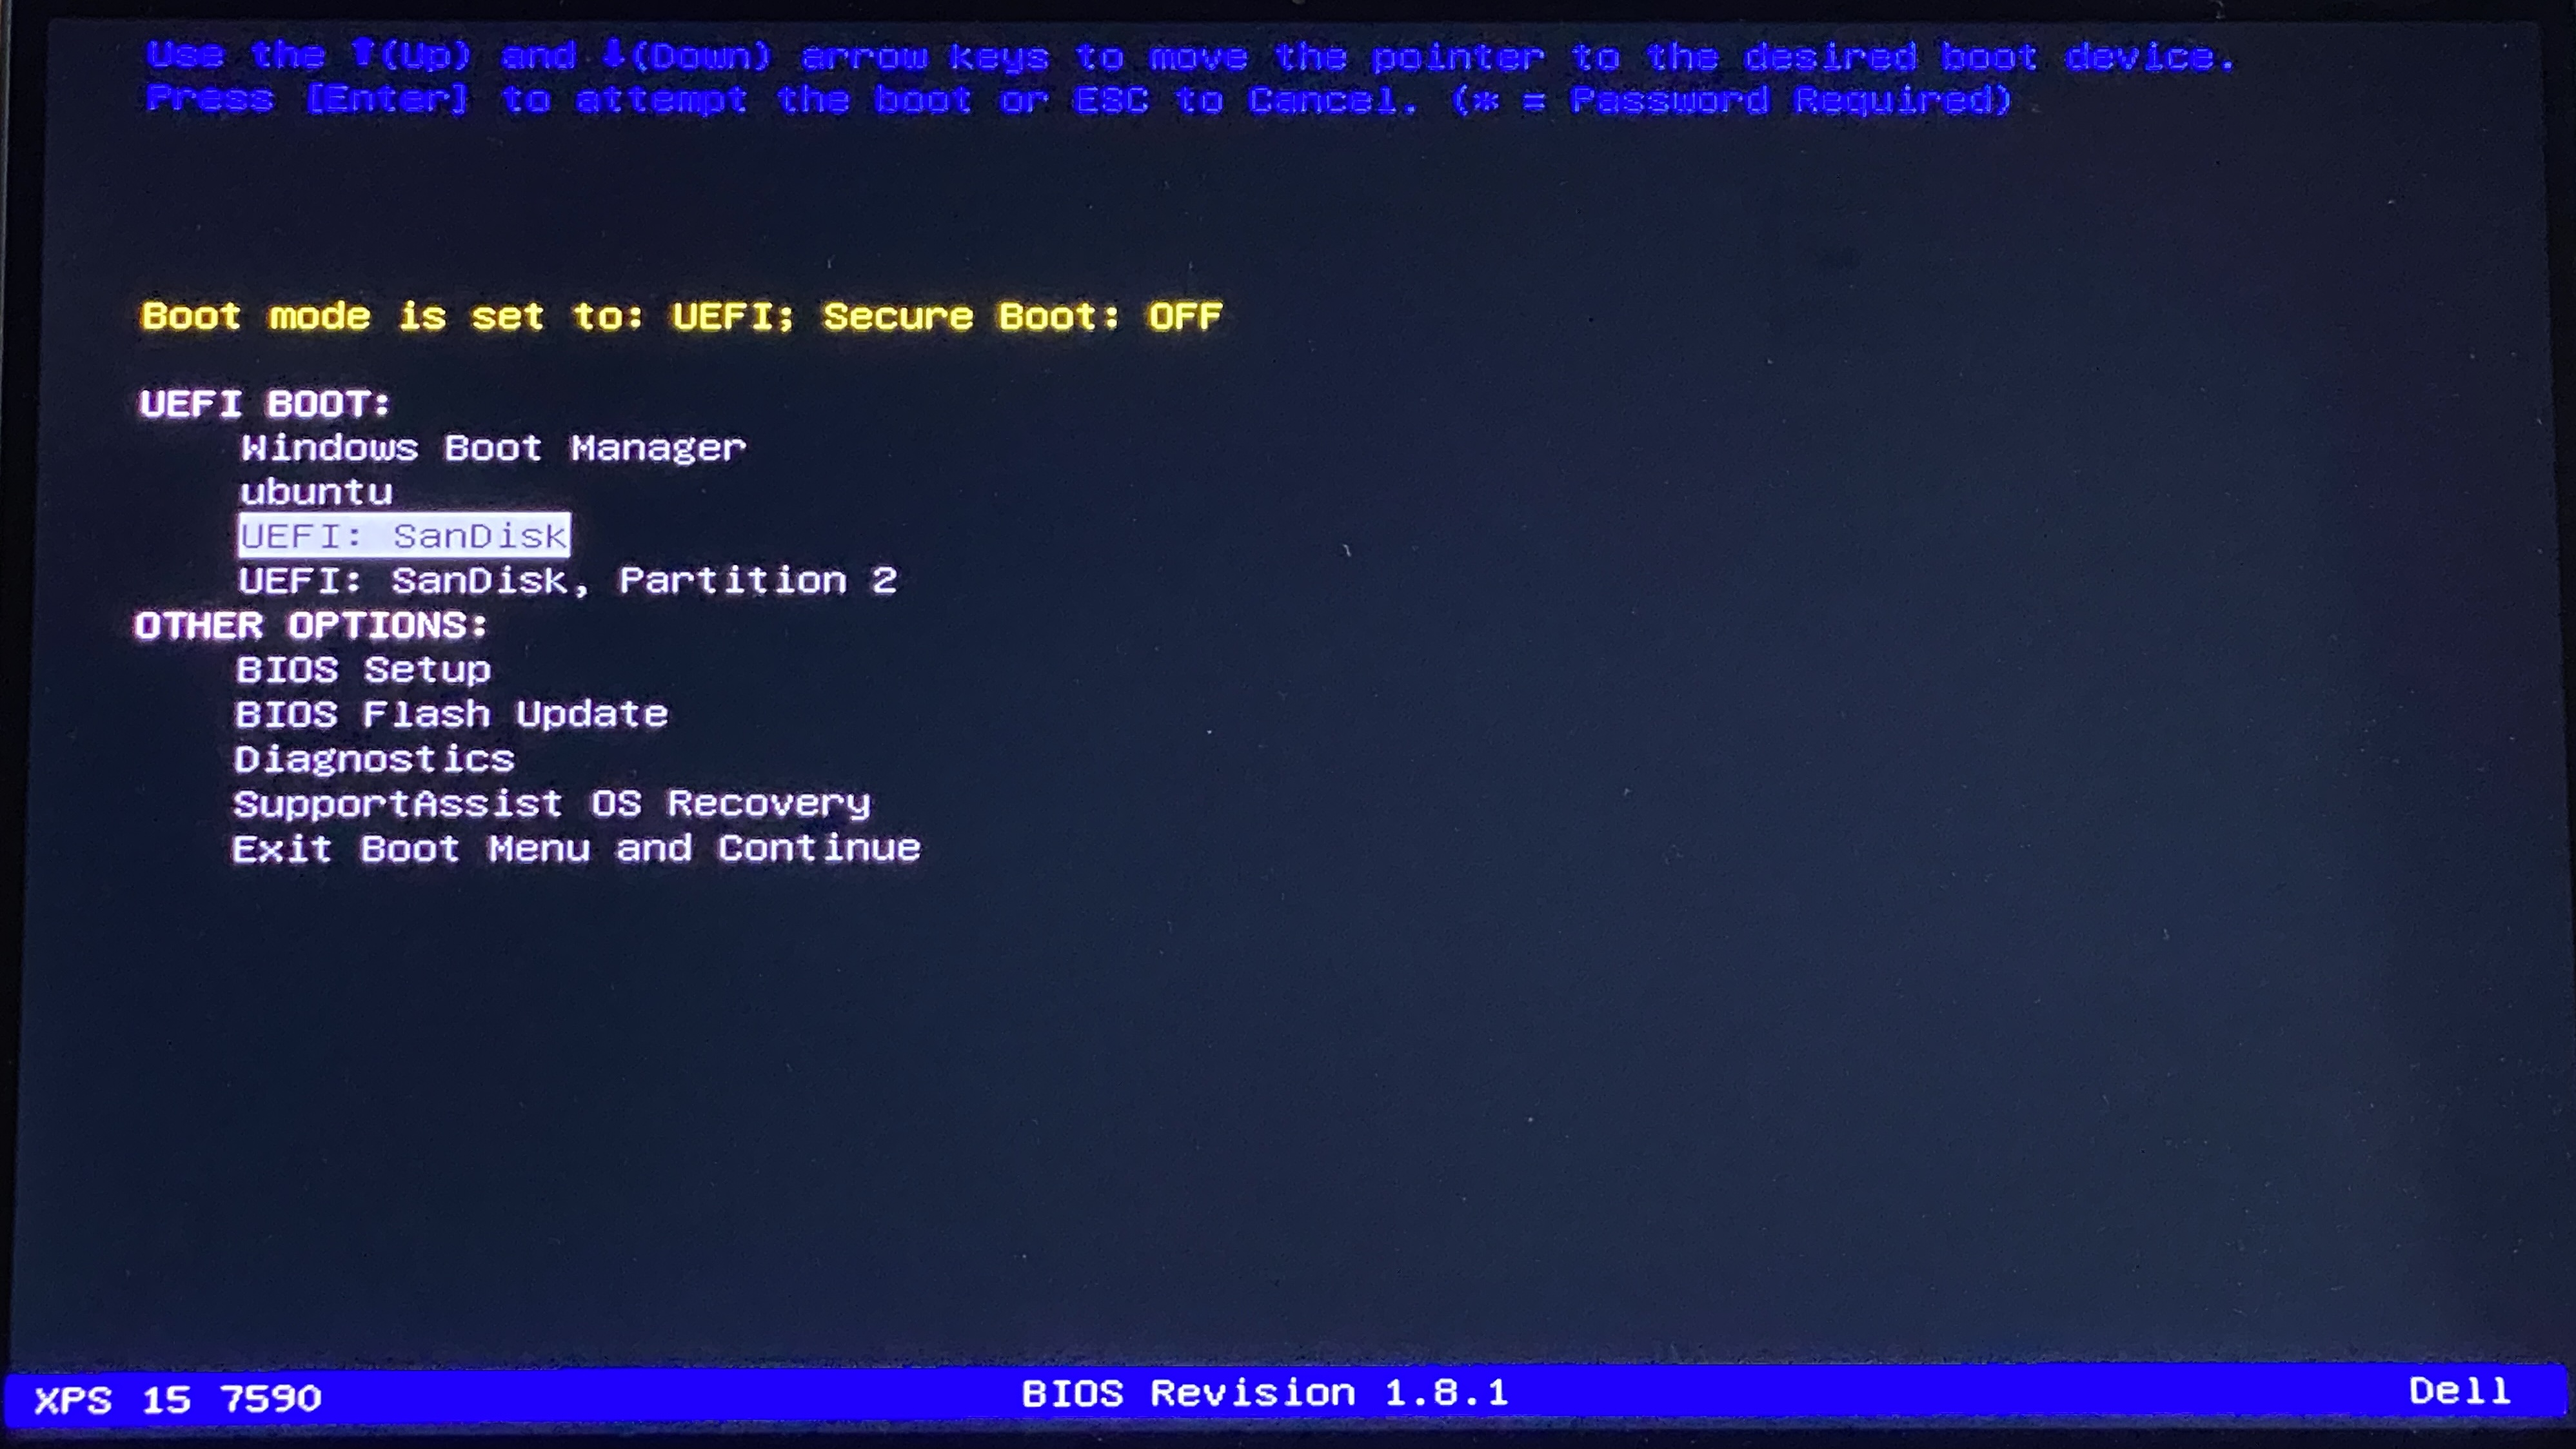 Use the ⬆(Up) and ⬇(Down) arrow keys to move the pointer to the desired boot device.
Press [Enter] to attempt the boot or ESC to Cancel. (* = Password Required)
Boot mode is set to: UEFI; Secure Boot: OFF
UEFI BOOT:
Windows Boot Manager
ubuntu
UEFI: SanDisk
UEFI: SanDisk, Partition 2
OTHER OPTIONS:
BIOS Setup
BIOS Flash Update
Diagnostics
SupportAssist OS Recovery
Exit Boot Menu and Continue
XPS 15 7590 BIOS Revision 1.8.1 Dell